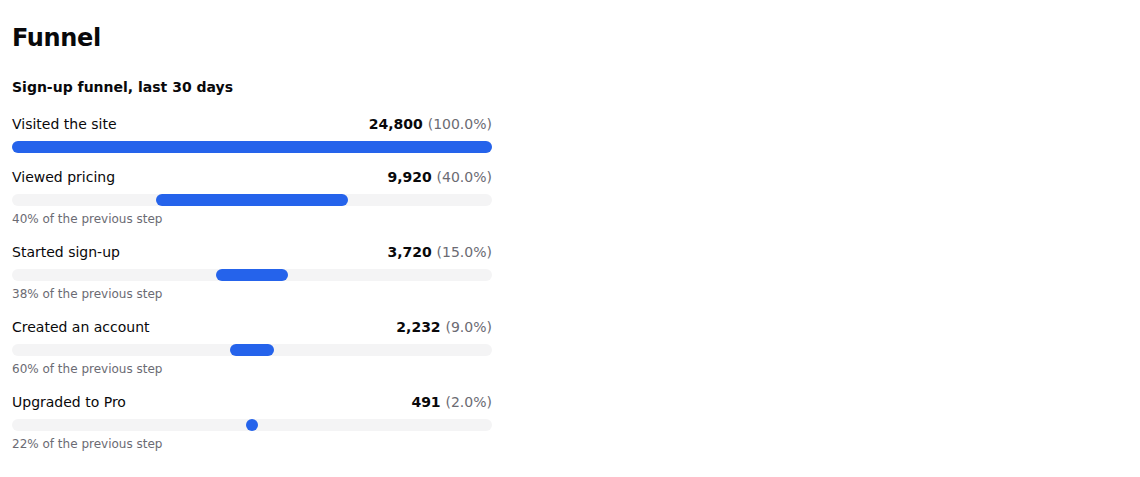 Funnel
Sign-up funnel, last 30 days
Visited the site 24,800 (100.0%)
Viewed pricing 9,920 (40.0%)
40% of the previous step
Started sign-up 3,720 (15.0%)
38% of the previous step
Created an account 2,232 (9.0%)
60% of the previous step
Upgraded to Pro 491 (2.0%)
22% of the previous step